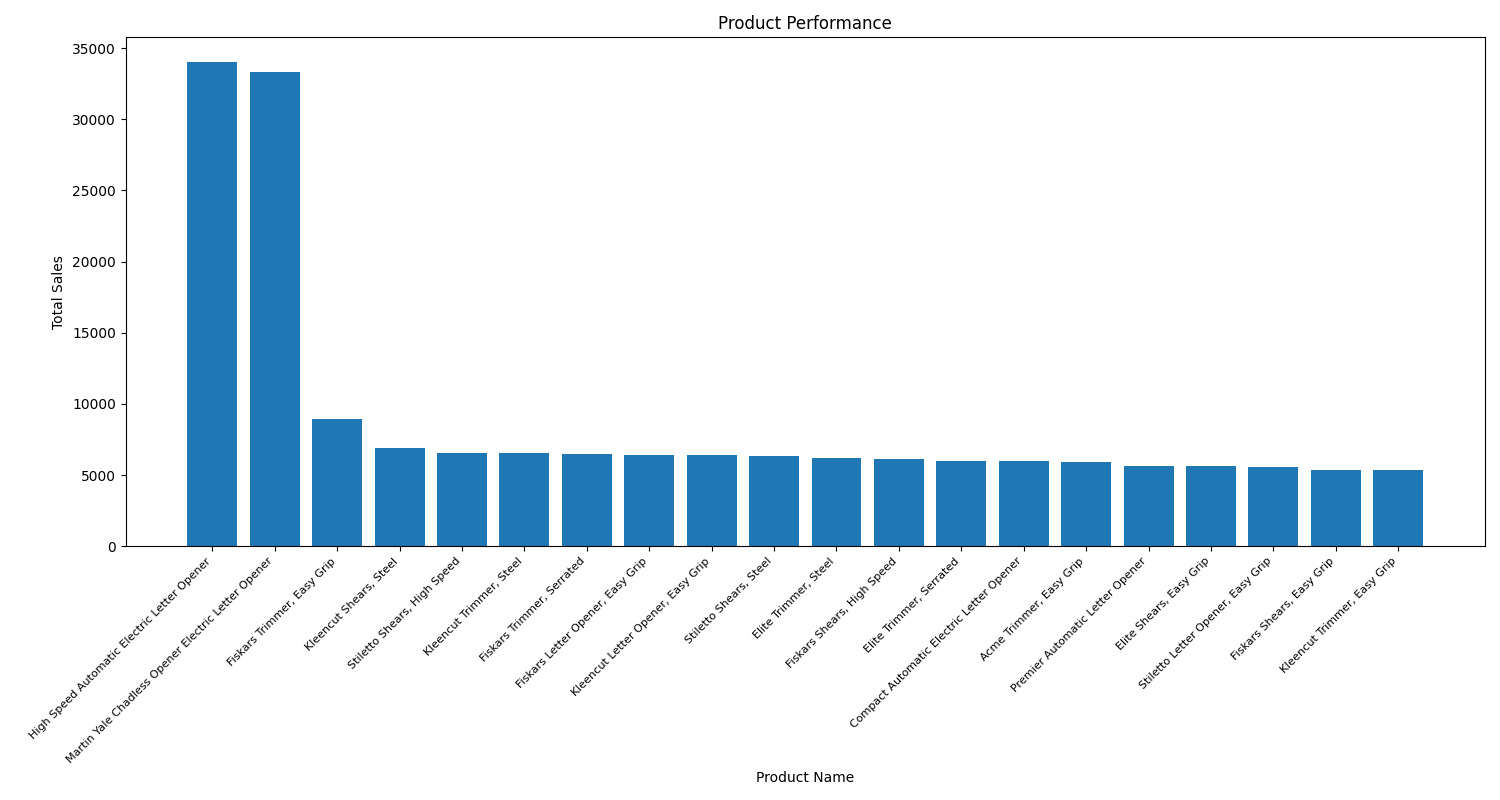 Product Performance
Total Sales
35000
30000
25000
20000
15000
10000
5000
0
High Speed Automatic Electric Letter Opener
Martin Yale Chadless Opener Electric Letter Opener
Fiskars Trimmer, Easy Grip
Kleencut Shears, Steel
Stiletto Shears, High Speed
Kleencut Trimmer, Steel
Fiskars Trimmer, Serrated
Fiskars Letter Opener, Easy Grip
Kleencut Letter Opener, Easy Grip
Stiletto Shears, Steel
Elite Trimmer, Steel
Fiskars Shears, High Speed
Elite Trimmer, Serrated
Compact Automatic Electric Letter Opener
Acme Trimmer, Easy Grip
Premier Automatic Letter Opener
Elite Shears, Easy Grip
Stiletto Letter Opener, Easy Grip
Fiskars Shears, Easy Grip
Kleencut Trimmer, Easy Grip
Product Name